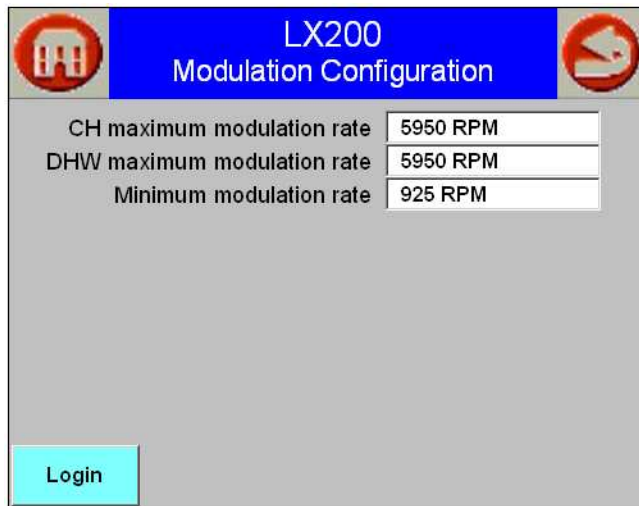 LX200
Modulation Configuration
CH maximum modulation rate 5950 RPM
DHW maximum modulation rate 5950 RPM
Minimum modulation rate 925 RPM
Login